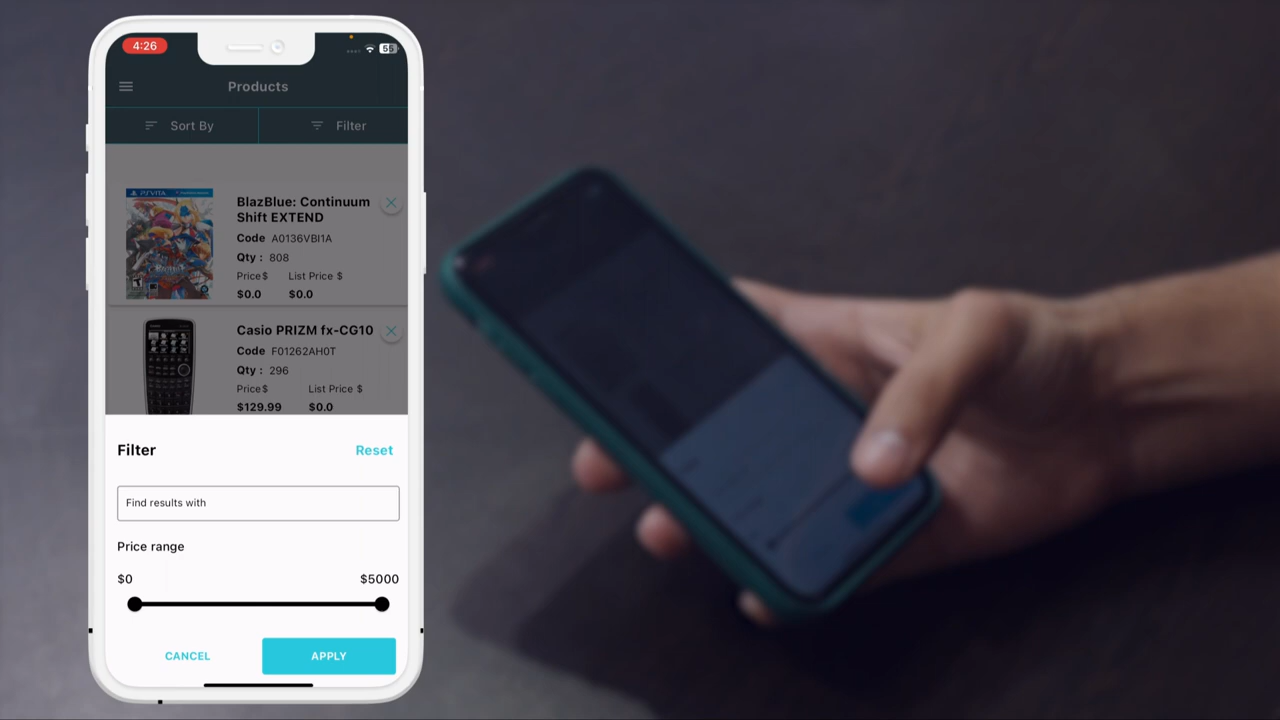 4:26
55
Products
Sort By
Filter
PSVITA
BlazBlue: Continuum
Shift EXTEND
Code A0136VBI1A
Qty : 808
Price$ List Price $
$0.0 $0.0
Casio PRIZM fx-CG10
Code F01262AH0T
Qty : 296
Price$ List Price $
$129.99 $0.0
Filter
Reset
Find results with
Price range
$0
$5000
CANCEL
APPLY